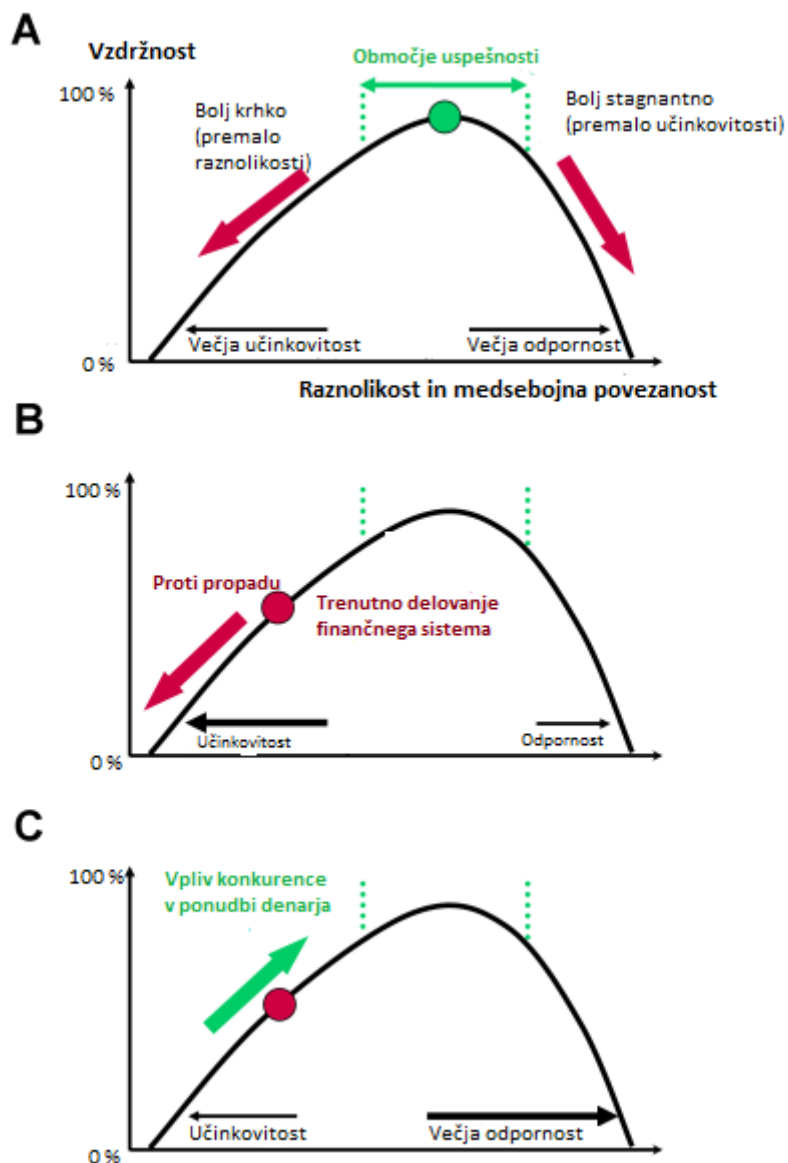 A
Vzdržnost
Območje uspešnosti
100 %
Bolj krhko
(premalo
raznolikosti)
Bolj stagnantno
(premalo učinkovitosti)
Večja učinkovitost
Večja odpornost
0 %
Raznolikost in medsebojna povezanost
B
100 %
Proti propadu
Trenutno delovanje
finančnega sistema
Učinkovitost
Odpornost
0 %
C
100 %
Vpliv konkurence
v ponudbi denarja
Učinkovitost
Večja odpornost
0 %